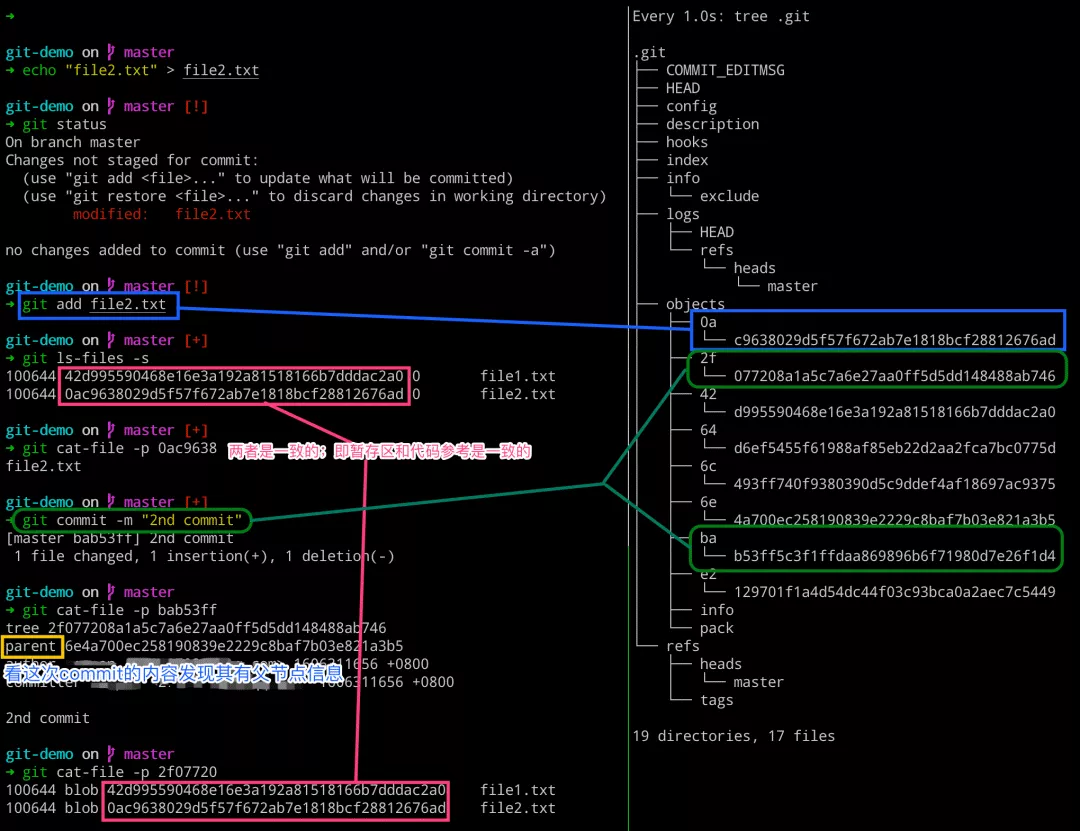 ➜
git-demo on master
➜ echo "file2.txt" > file2.txt
git-demo on master [!]
➜ git status
On branch master
Changes not staged for commit:
(use "git add <file>..." to update what will be committed)
(use "git restore <file>..." to discard changes in working directory)
modified: file2.txt
no changes added to commit (use "git add" and/or "git commit -a")
git-demo on master [!]
➜ git add file2.txt
git-demo on master [+]
➜ git ls-files -s
100644 42d995590468e16e3a192a81518166b7dddac2a0 0 file1.txt
100644 0ac9638029d5f57f672ab7e1818bcf28812676ad 0 file2.txt
git-demo on master [+]
➜ git cat-file -p 0ac9638
两者是一致的；即暂存区和代码参考是一致的
file2.txt
git-demo on master [+]
➜ git commit -m "2nd commit"
[master bab53ff] 2nd commit
1 file changed, 1 insertion(+), 1 deletion(-)
git-demo on master
➜ git cat-file -p bab53ff
tree 2f077208a1a5c7a6e27aa0ff5d5dd148488ab746
parent 6e4a700ec258190839e2229c8baf7b03e821a3b5
author 1606311656 +0800
看这次commit的内容发现其有父节点信息
committer 1606311656 +0800
2nd commit
git-demo on master
➜ git cat-file -p 2f07720
100644 blob 42d995590468e16e3a192a81518166b7dddac2a0 file1.txt
100644 blob 0ac9638029d5f57f672ab7e1818bcf28812676ad file2.txt
Every 1.0s: tree .git
.git
├── COMMIT_EDITMSG
├── HEAD
├── config
├── description
├── hooks
├── index
├── info
│   └── exclude
├── logs
│   ├── HEAD
│   └── refs
│       └── heads
│           └── master
├── objects
│   ├── 0a
│   │   └── c9638029d5f57f672ab7e1818bcf28812676ad
│   ├── 2f
│   │   └── 077208a1a5c7a6e27aa0ff5d5dd148488ab746
│   ├── 42
│   │   └── d995590468e16e3a192a81518166b7dddac2a0
│   ├── 64
│   │   └── d6ef5455f61988af85eb22d2aa2fca7bc0775d
│   ├── 6c
│   │   └── 493ff740f9380390d5c9ddef4af18697ac9375
│   ├── 6e
│   │   └── 4a700ec258190839e2229c8baf7b03e821a3b5
│   ├── ba
│   │   └── b53ff5c3f1ffdaa869896b6f71980d7e26f1d4
│   ├── e2
│   │   └── 129701f1a4d54dc44f03c93bca0a2aec7c5449
│   ├── info
│   └── pack
└── refs
    ├── heads
    │   └── master
    └── tags
19 directories, 17 files